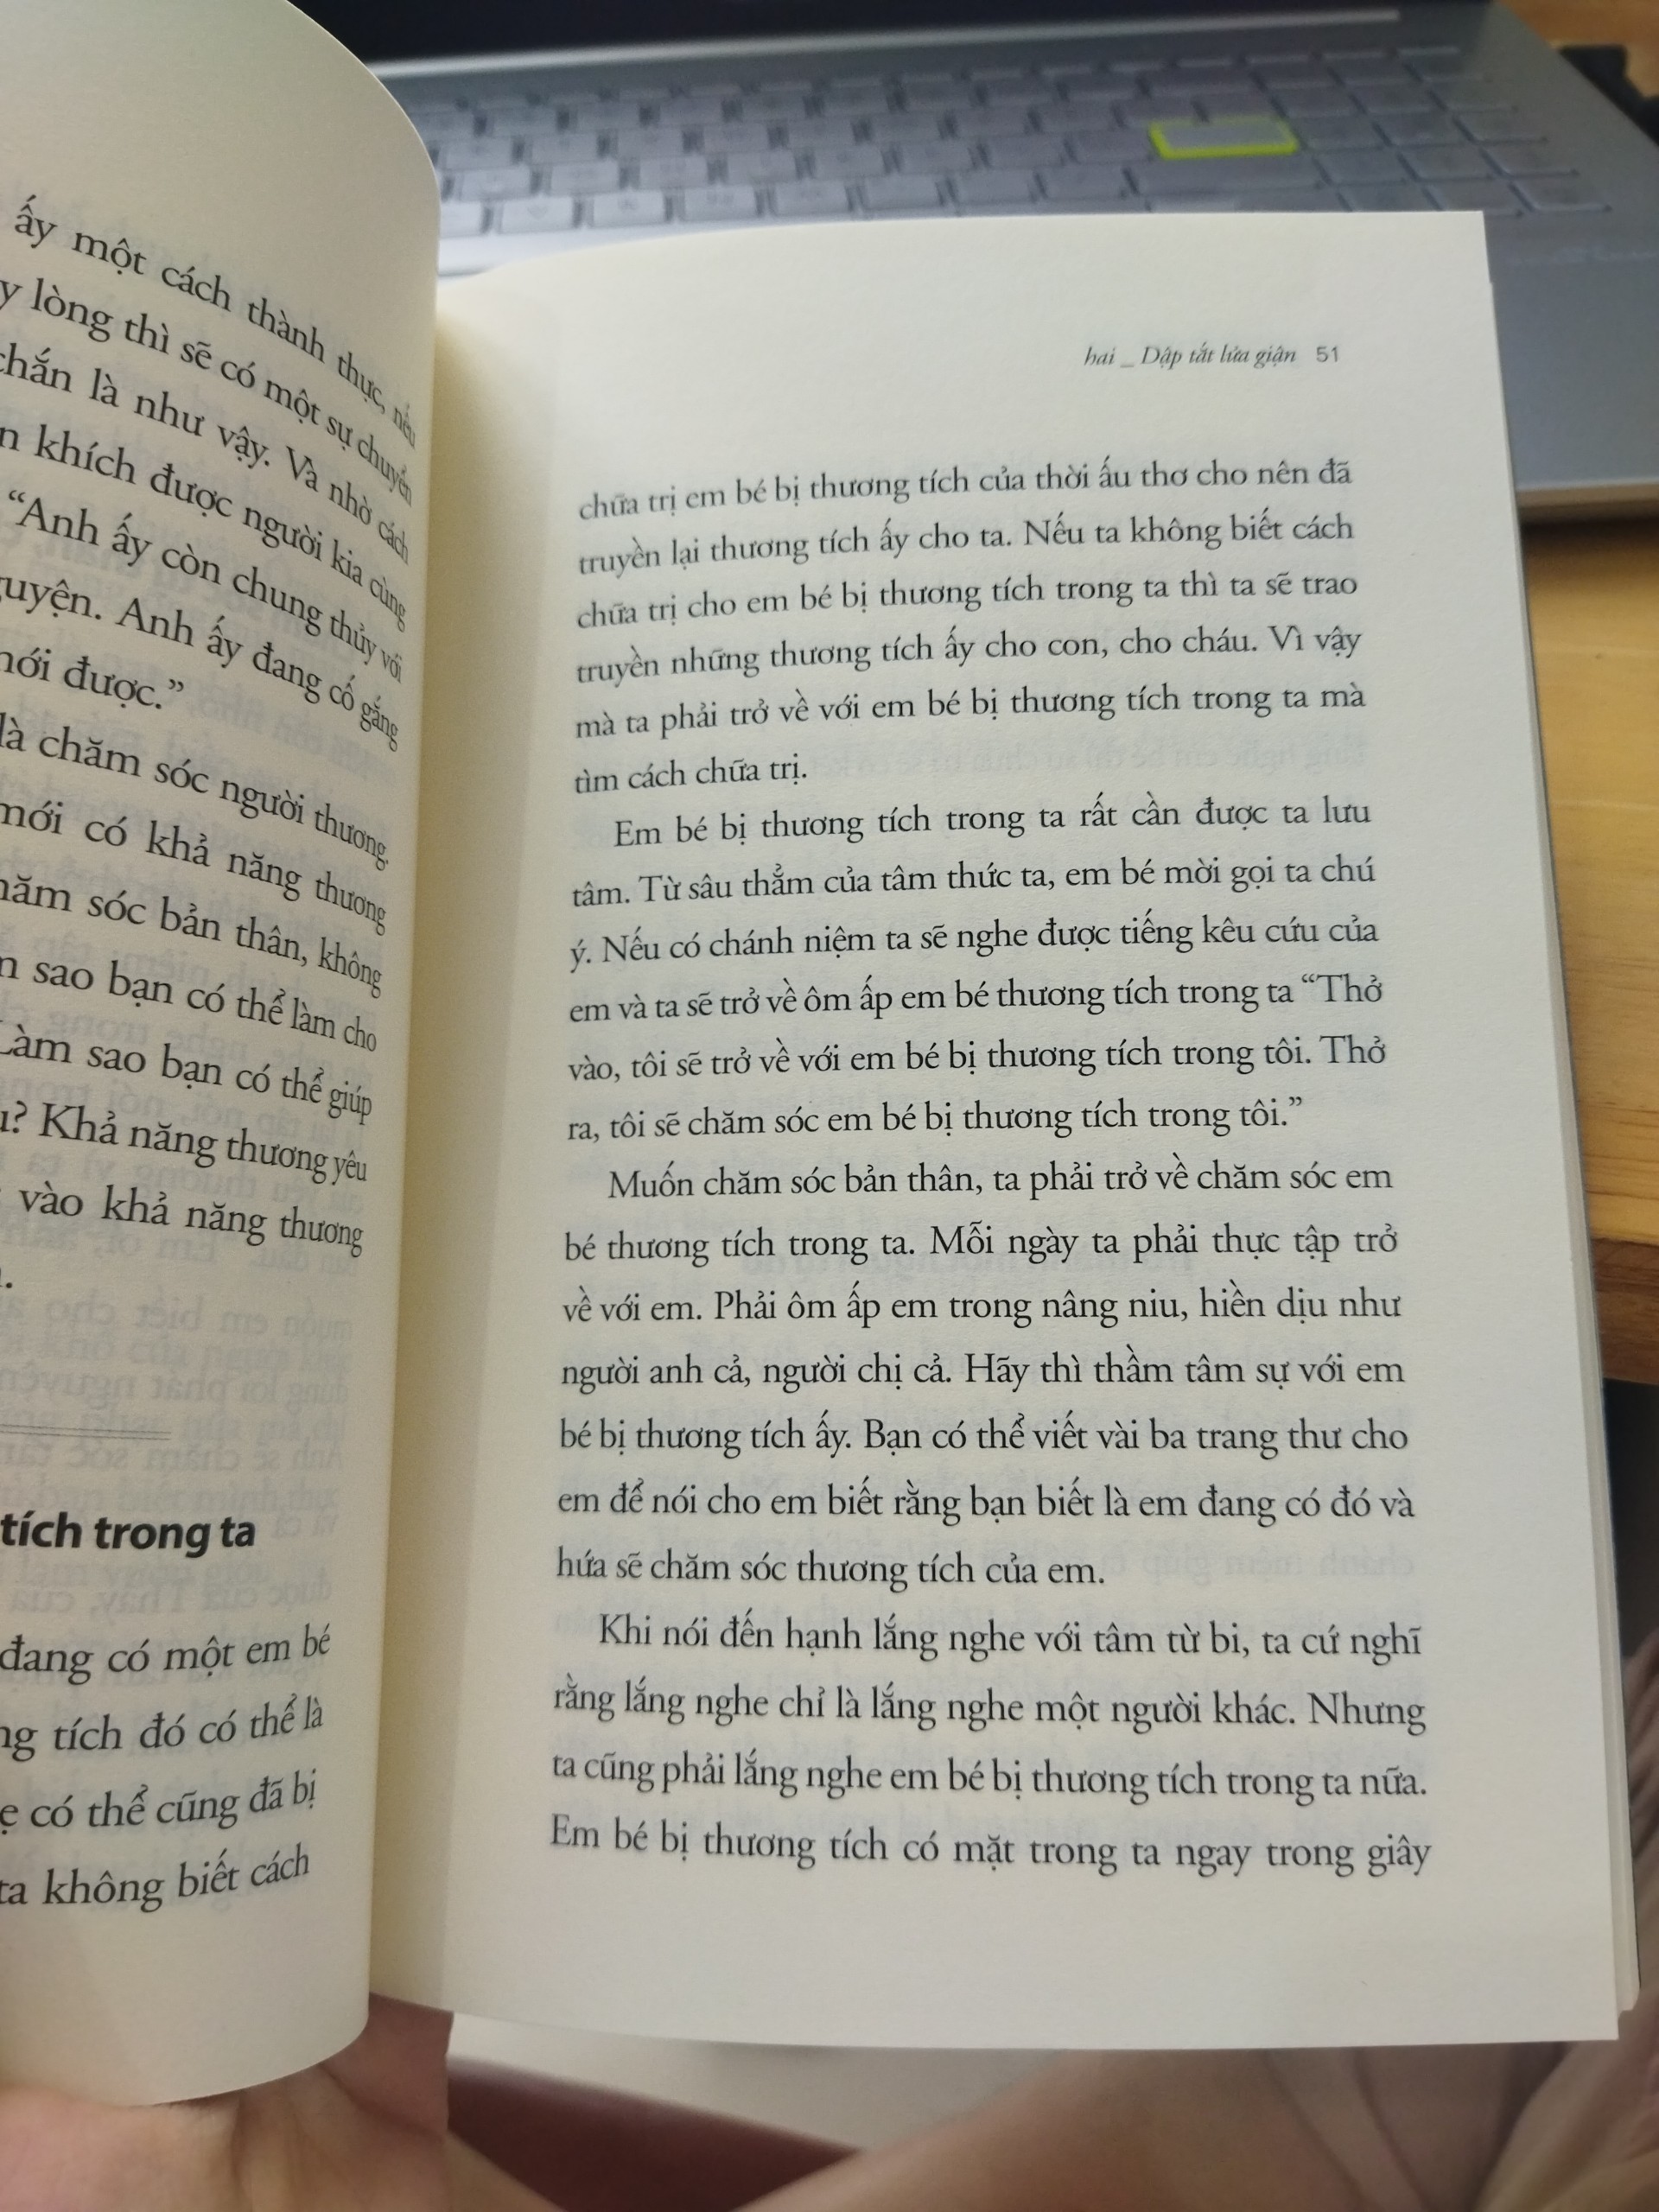 ấy một cách thành thực, nếu
lòng thì sẽ có một sự chuyển
chắn là như vậy. Và nhờ cách
khích được người kia cùng
“Anh ấy còn chung thủy với
nguyện. Anh ấy đang cố gắng
mới được.”
là chăm sóc người thương.
mới có khả năng thương
chăm sóc bản thân, không
sao bạn có thể làm cho
Làm sao bạn có thể giúp
Khả năng thương yêu
vào khả năng thương
tích trong ta
đang có một em bé
tích đó có thể là
có thể cũng đã bị
ta không biết cách
hai _ Dập tắt lửa giận 51
chữa trị em bé bị thương tích của thời ấu thơ cho nên đã
truyền lại thương tích ấy cho ta. Nếu ta không biết cách
chữa trị cho em bé bị thương tích trong ta thì ta sẽ trao
truyền những thương tích ấy cho con, cho cháu. Vì vậy
mà ta phải trở về với em bé bị thương tích trong ta mà
tìm cách chữa trị.
Em bé bị thương tích trong ta rất cần được ta lưu
tâm. Từ sâu thẳm của tâm thức ta, em bé mời gọi ta chú
ý. Nếu có chánh niệm ta sẽ nghe được tiếng kêu cứu của
em và ta sẽ trở về ôm ấp em bé thương tích trong ta “Thở
vào, tôi sẽ trở về với em bé bị thương tích trong tôi. Thở
ra, tôi sẽ chăm sóc em bé bị thương tích trong tôi.”
Muốn chăm sóc bản thân, ta phải trở về chăm sóc em
bé thương tích trong ta. Mỗi ngày ta phải thực tập trở
về với em. Phải ôm ấp em trong nâng niu, hiền dịu như
người anh cả, người chị cả. Hãy thì thầm tâm sự với em
bé bị thương tích ấy. Bạn có thể viết vài ba trang thư cho
em để nói cho em biết rằng bạn biết là em đang có đó và
hứa sẽ chăm sóc thương tích của em.
Khi nói đến hạnh lắng nghe với tâm từ bi, ta cứ nghĩ
rằng lắng nghe chỉ là lắng nghe một người khác. Nhưng
ta cũng phải lắng nghe em bé bị thương tích trong ta nữa.
Em bé bị thương tích có mặt trong ta ngay trong giây